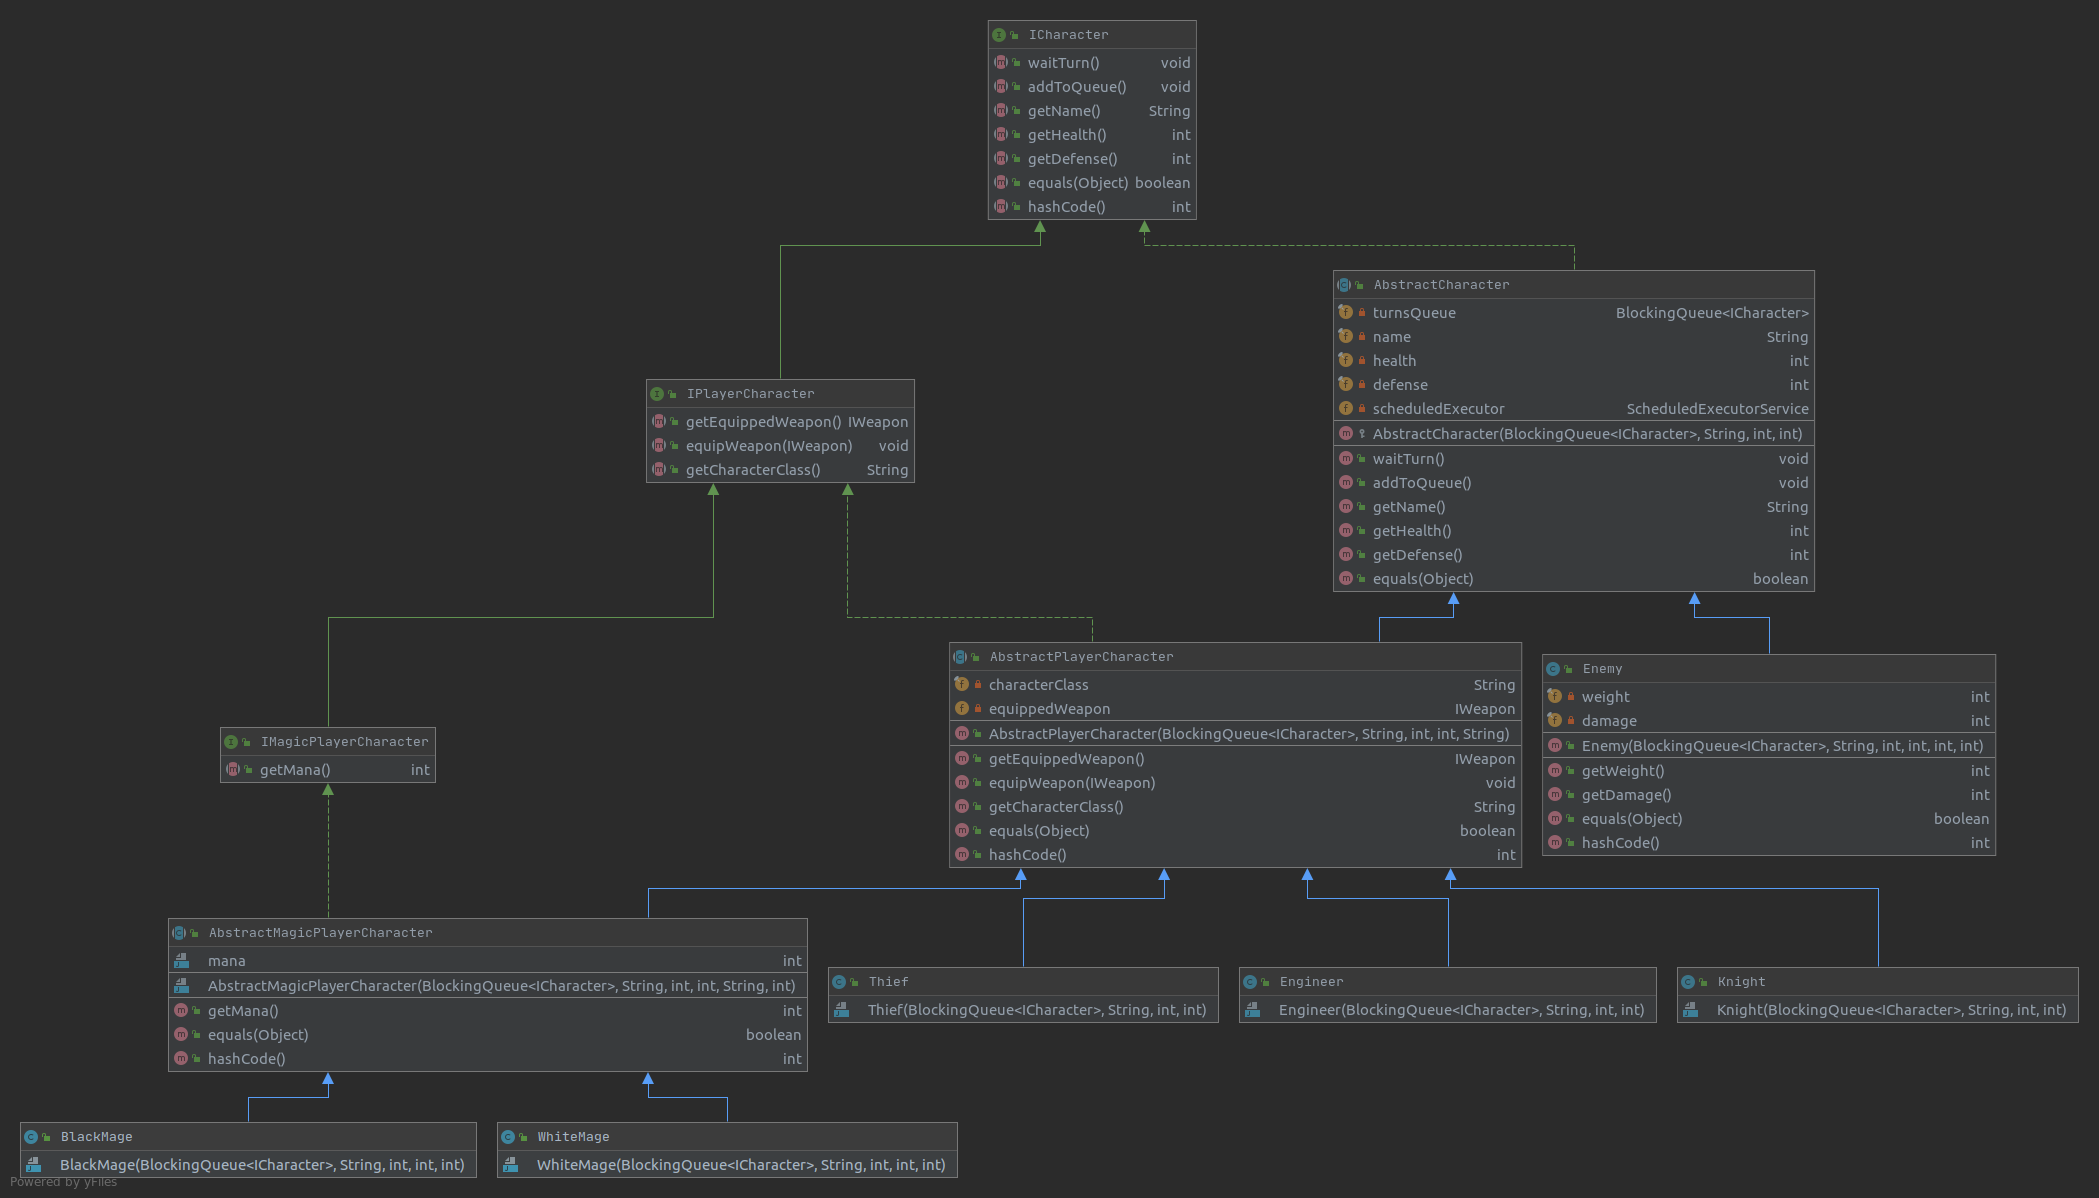 ICharacter
waitTurn() void
addToQueue() void
getName() String
getHealth() int
getDefense() int
equals(Object) boolean
hashCode() int
AbstractCharacter
turnsQueue BlockingQueue<ICharacter>
name String
health int
defense int
scheduledExecutor ScheduledExecutorService
AbstractCharacter(BlockingQueue<ICharacter>, String, int, int)
waitTurn() void
addToQueue() void
getName() String
getHealth() int
getDefense() int
equals(Object) boolean
IPlayerCharacter
getEquippedWeapon() IWeapon
equipWeapon(IWeapon) void
getCharacterClass() String
AbstractPlayerCharacter
characterClass String
equippedWeapon IWeapon
AbstractPlayerCharacter(BlockingQueue<ICharacter>, String, int, int, String)
getEquippedWeapon() IWeapon
equipWeapon(IWeapon) void
getCharacterClass() String
equals(Object) boolean
hashCode() int
Enemy
weight int
damage int
Enemy(BlockingQueue<ICharacter>, String, int, int, int, int)
getWeight() int
getDamage() int
equals(Object) boolean
hashCode() int
IMagicPlayerCharacter
getMana() int
AbstractMagicPlayerCharacter
mana int
AbstractMagicPlayerCharacter(BlockingQueue<ICharacter>, String, int, int, String, int)
getMana() int
equals(Object) boolean
hashCode() int
Thief
Thief(BlockingQueue<ICharacter>, String, int, int)
Engineer
Engineer(BlockingQueue<ICharacter>, String, int, int)
Knight
Knight(BlockingQueue<ICharacter>, String, int, int)
BlackMage
BlackMage(BlockingQueue<ICharacter>, String, int, int, int)
WhiteMage
WhiteMage(BlockingQueue<ICharacter>, String, int, int, int)
Powered by yFiles